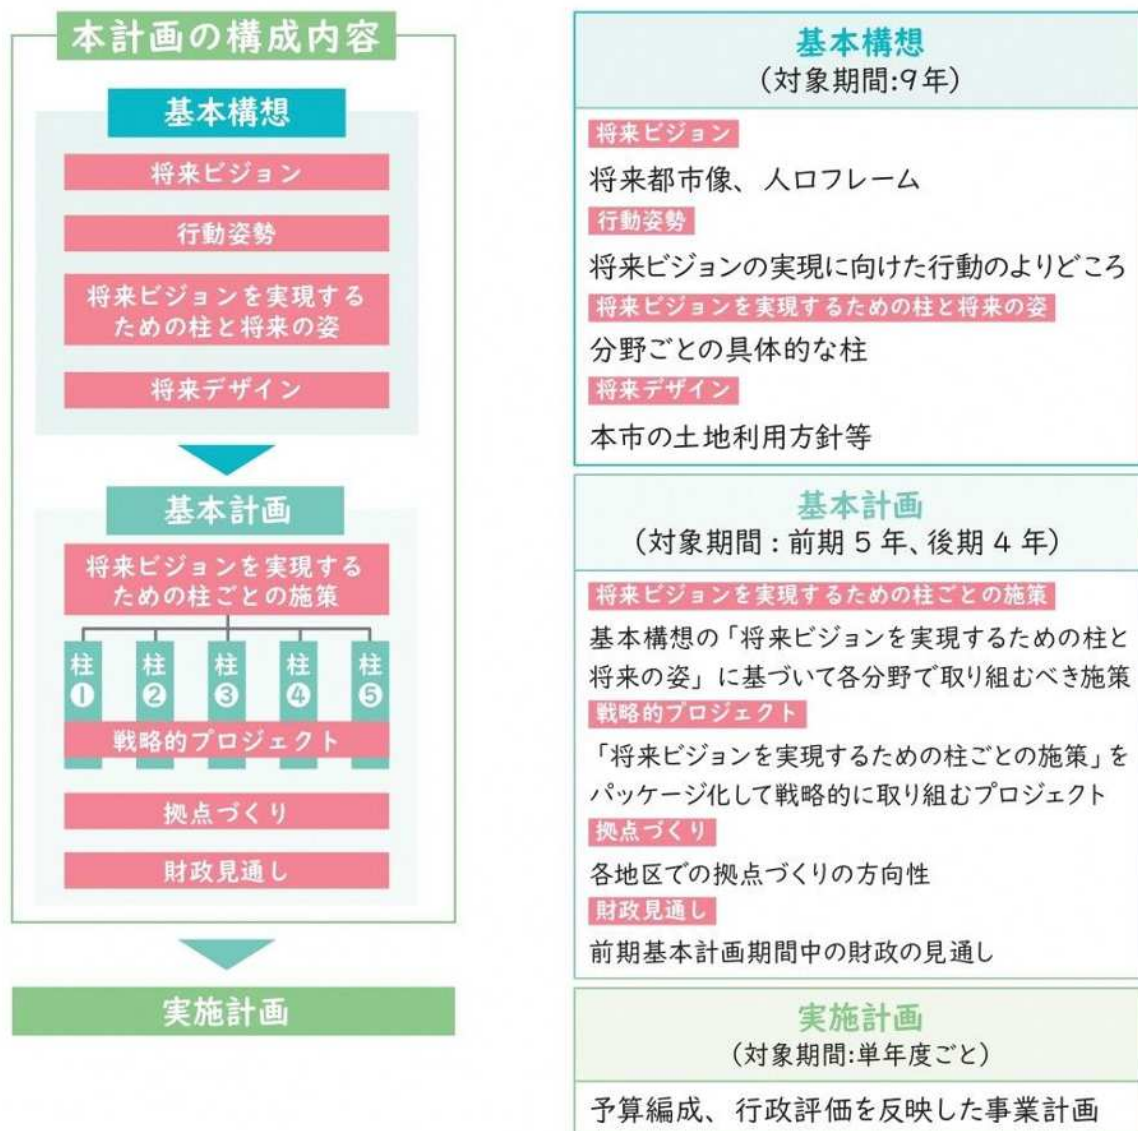 本計画の構成内容
基本構想
将来ビジョン
行動姿勢
将来ビジョンを実現する
ための柱と将来の姿
将来デザイン
基本計画
将来ビジョンを実現する
ための柱ごとの施策
柱 柱 柱 柱 柱
❶ ❷ ❸ ❹ ❺
戦略的プロジェクト
拠点づくり
財政見通し
実施計画
基本構想
（対象期間:9年）
将来ビジョン
将来都市像、人口フレーム
行動姿勢
将来ビジョンの実現に向けた行動のよりどころ
将来ビジョンを実現するための柱と将来の姿
分野ごとの具体的な柱
将来デザイン
本市の土地利用方針等
基本計画
（対象期間：前期 5 年、後期 4 年）
将来ビジョンを実現するための柱ごとの施策
基本構想の「将来ビジョンを実現するための柱と
将来の姿」に基づいて各分野で取り組むべき施策
戦略的プロジェクト
「将来ビジョンを実現するための柱ごとの施策」を
パッケージ化して戦略的に取り組むプロジェクト
拠点づくり
各地区での拠点づくりの方向性
財政見通し
前期基本計画期間中の財政の見通し
実施計画
（対象期間:単年度ごと）
予算編成、行政評価を反映した事業計画